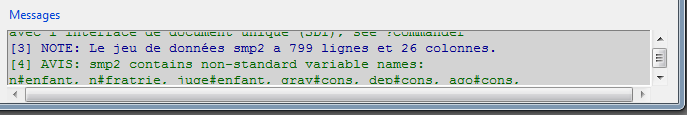 Messages
avec l'interface de document unique (SDI); see ?Commander
[3] NOTE: Le jeu de données smp2 a 799 lignes et 26 colonnes.
[4] AVIS: smp2 contains non-standard variable names:
n#enfant, n#fratrie, juge#enfant, grav#cons, dep#cons, ago#cons,